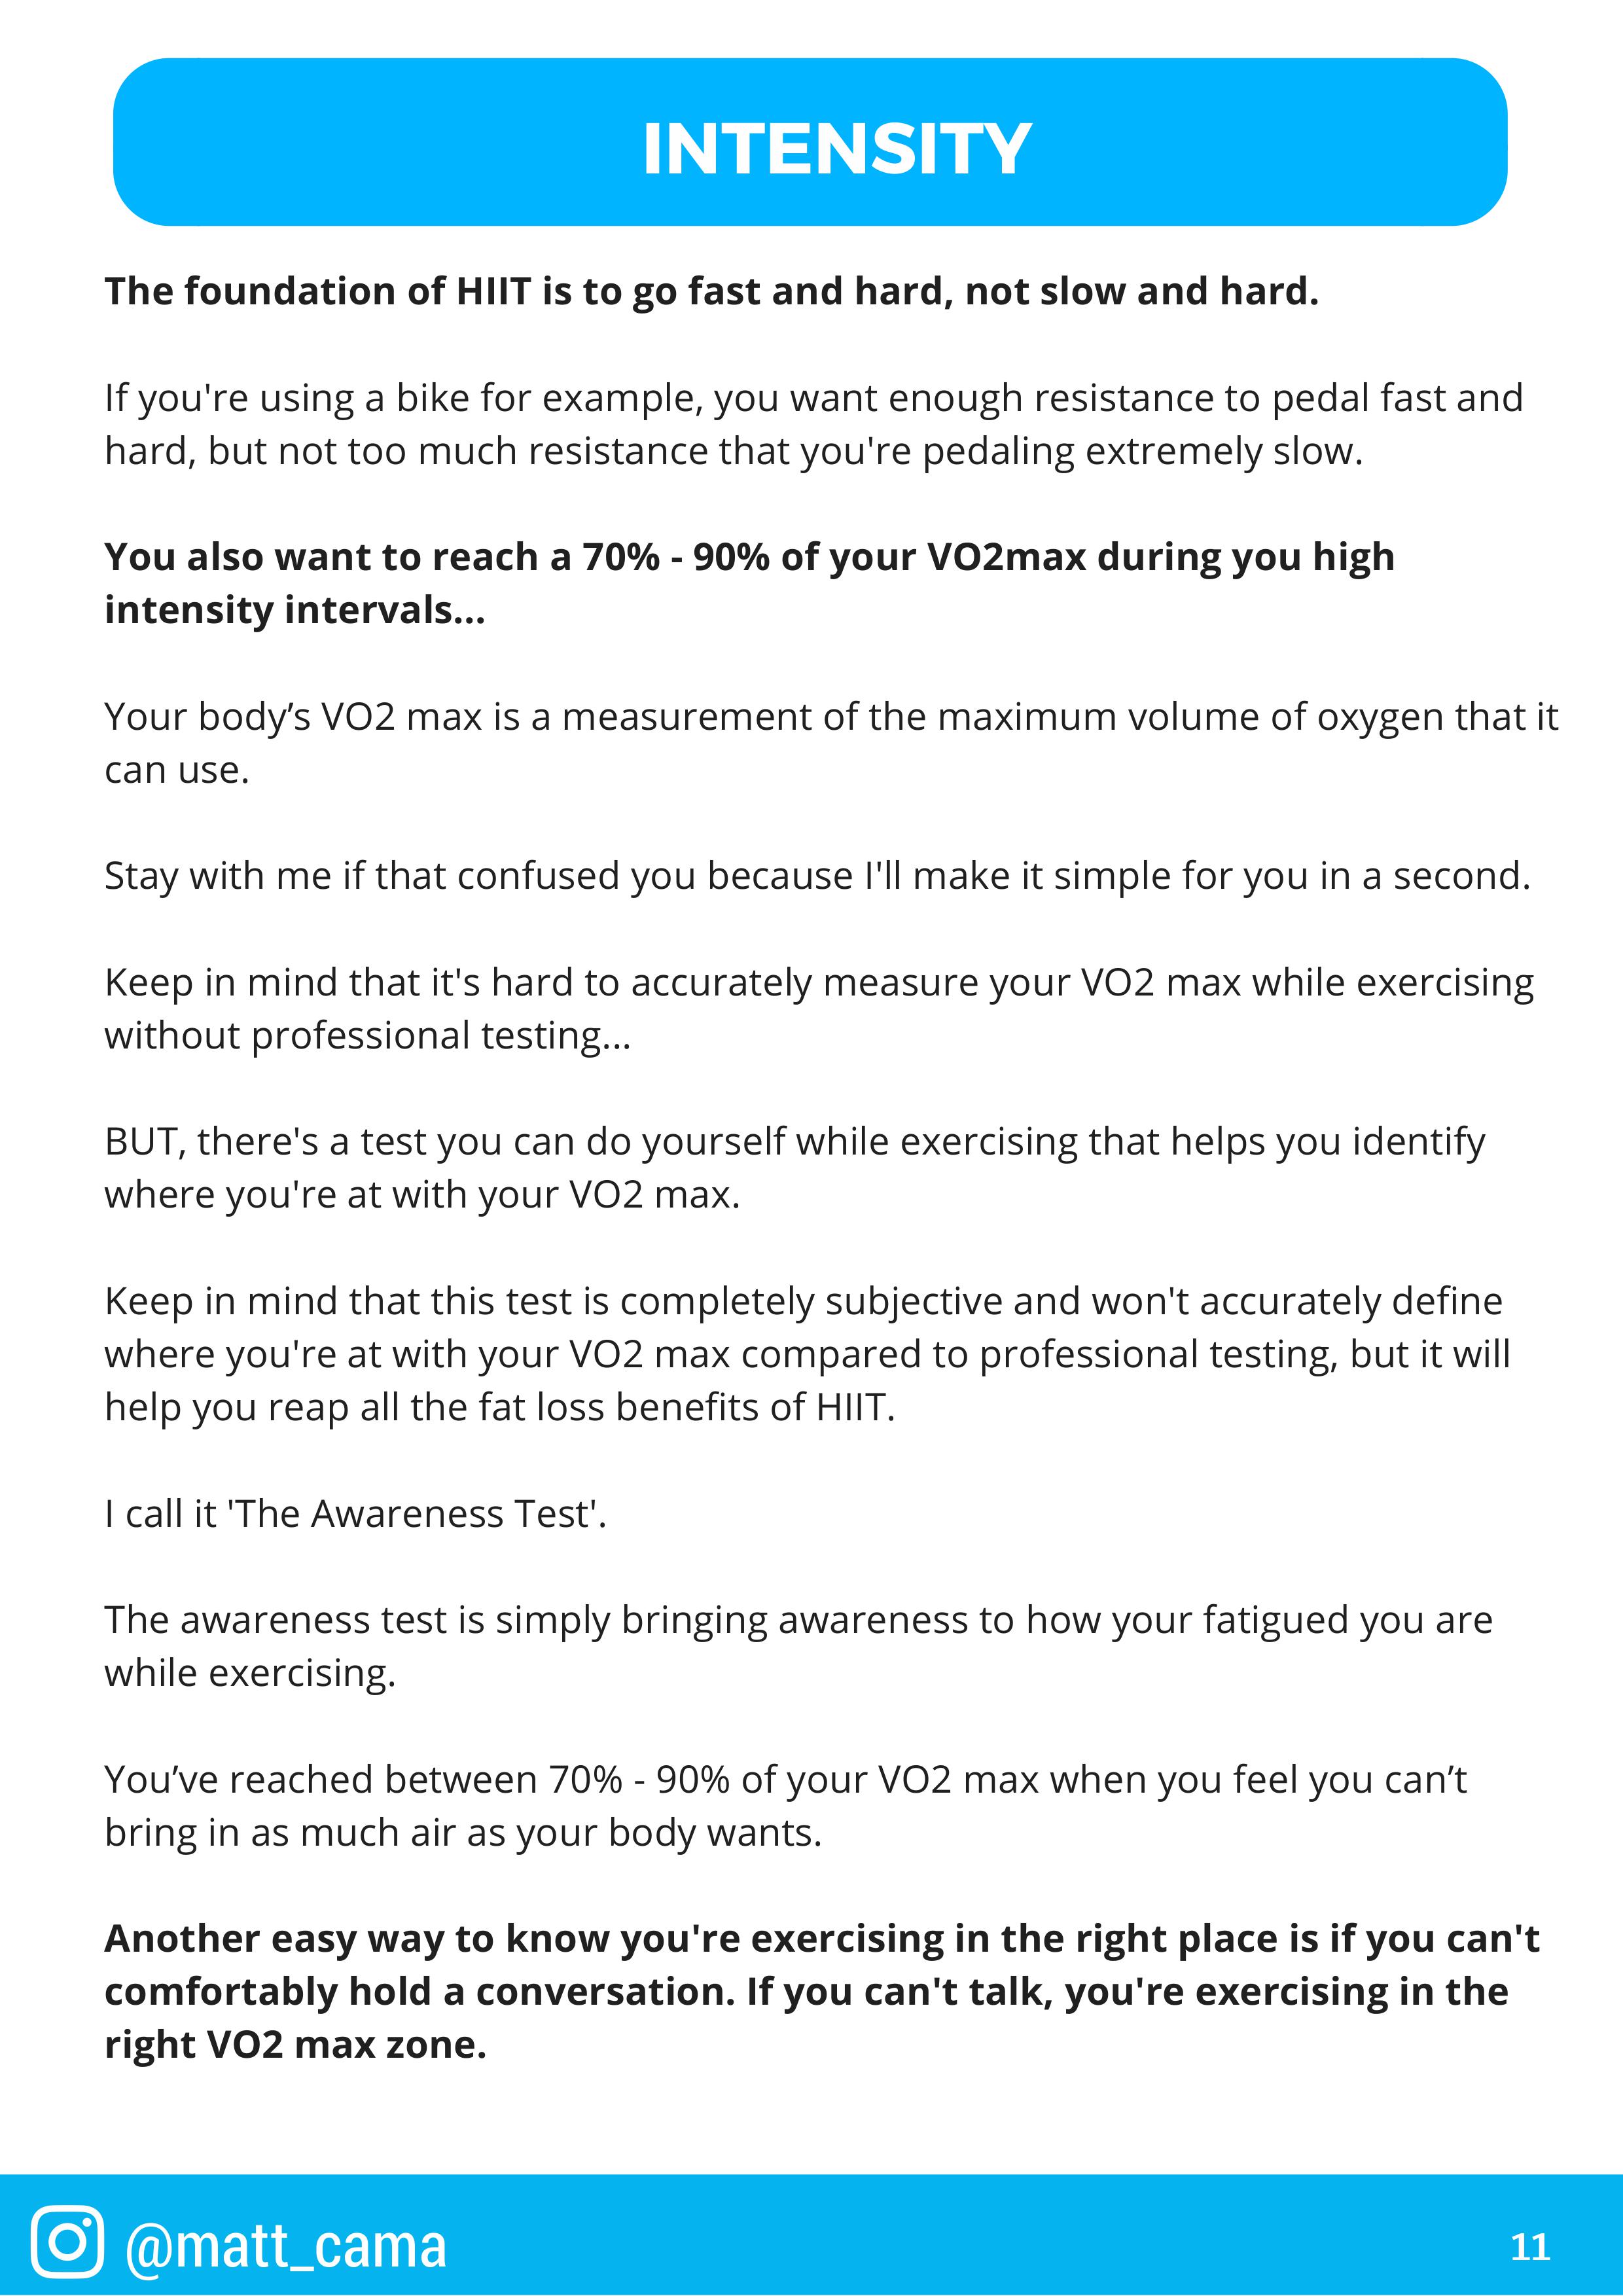 INTENSITY
The foundation of HIIT is to go fast and hard, not slow and hard.
If you're using a bike for example, you want enough resistance to pedal fast and
hard, but not too much resistance that you're pedaling extremely slow.
You also want to reach a 70% - 90% of your VO2max during you high
intensity intervals...
Your body’s VO2 max is a measurement of the maximum volume of oxygen that it
can use.
Stay with me if that confused you because I'll make it simple for you in a second.
Keep in mind that it's hard to accurately measure your VO2 max while exercising
without professional testing...
BUT, there's a test you can do yourself while exercising that helps you identify
where you're at with your VO2 max.
Keep in mind that this test is completely subjective and won't accurately define
where you're at with your VO2 max compared to professional testing, but it will
help you reap all the fat loss benefits of HIIT.
I call it 'The Awareness Test'.
The awareness test is simply bringing awareness to how your fatigued you are
while exercising.
You’ve reached between 70% - 90% of your VO2 max when you feel you can’t
bring in as much air as your body wants.
Another easy way to know you're exercising in the right place is if you can't
comfortably hold a conversation. If you can't talk, you're exercising in the
right VO2 max zone.
@matt_cama
11